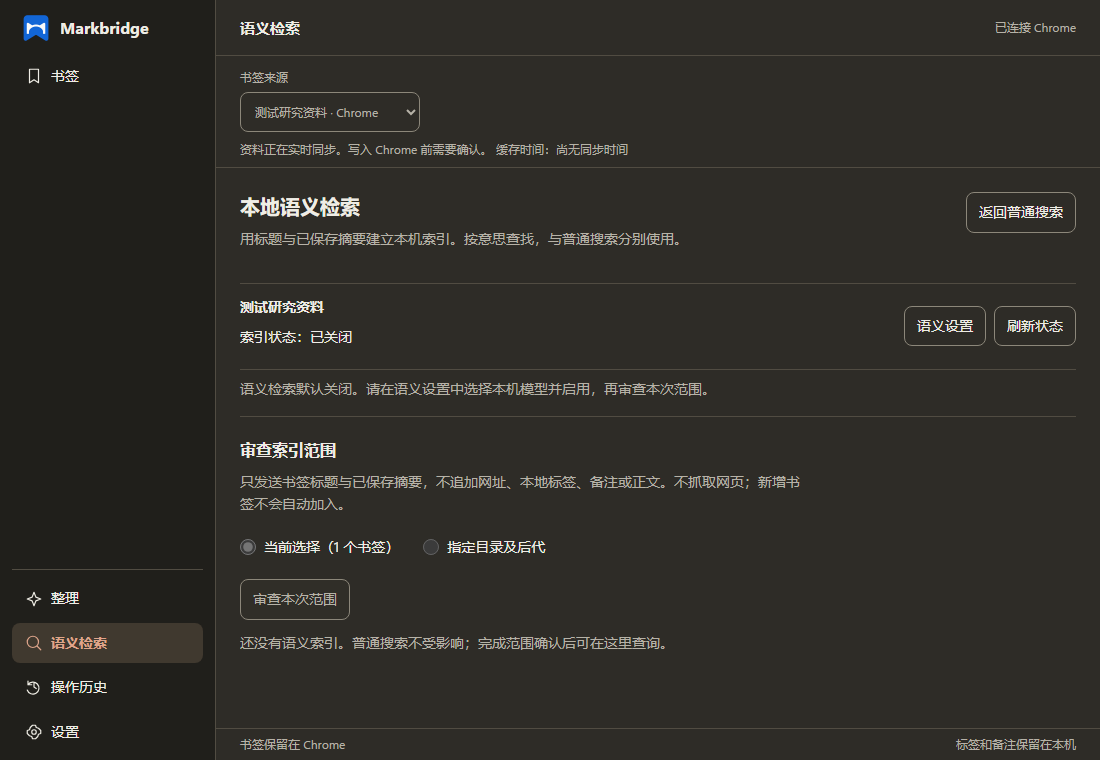 Markbridge
书签
整理
语义检索
操作历史
设置
语义检索
已连接 Chrome
书签来源
测试研究资料 · Chrome
资料正在实时同步。写入 Chrome 前需要确认。 缓存时间：尚无同步时间
本地语义检索
返回普通搜索
用标题与已保存摘要建立本机索引。按意思查找，与普通搜索分别使用。
测试研究资料
索引状态：已关闭
语义设置
刷新状态
语义检索默认关闭。请在语义设置中选择本机模型并启用，再审查本次范围。
审查索引范围
只发送书签标题与已保存摘要，不追加网址、本地标签、备注或正文。不抓取网页；新增书
签不会自动加入。
当前选择（1 个书签）
指定目录及后代
审查本次范围
还没有语义索引。普通搜索不受影响；完成范围确认后可在这里查询。
书签保留在 Chrome
标签和备注保留在本机